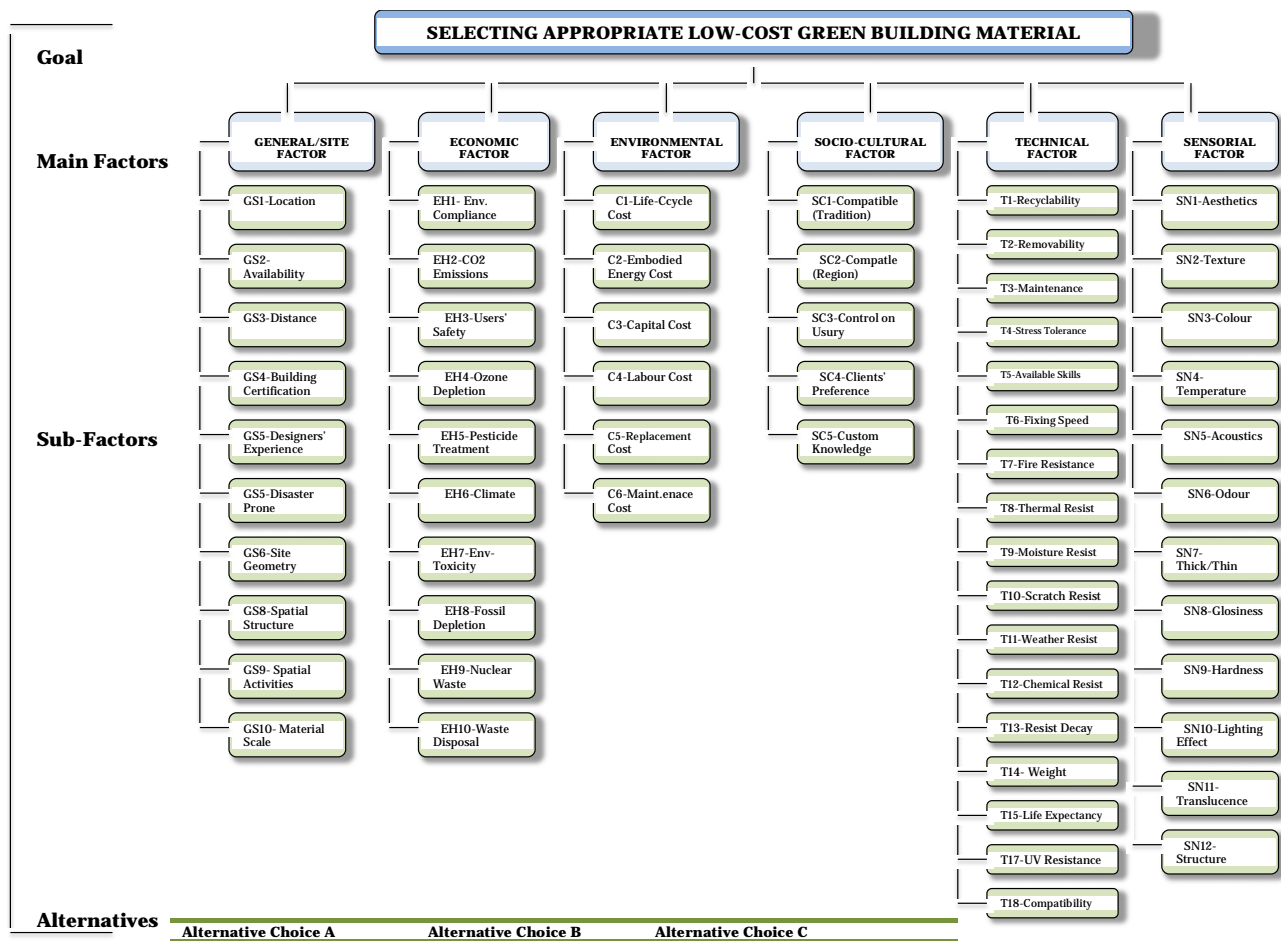 SELECTING APPROPRIATE LOW-COST GREEN BUILDING MATERIAL
Goal
Main Factors
GENERAL/SITE
FACTOR
ECONOMIC
FACTOR
ENVIRONMENTAL
FACTOR
SOCIO-CULTURAL
FACTOR
TECHNICAL
FACTOR
SENSORIAL
FACTOR
Sub-Factors
GS1-Location
GS2-
Availability
GS3-Distance
GS4-Building
Certification
GS5-Designers'
Experience
GS5-Disaster
Prone
GS6-Site
Geometry
GS8-Spatial
Structure
GS9- Spatial
Activities
GS10- Material
Scale
EH1- Env.
Compliance
EH2-CO2
Emissions
EH3-Users'
Safety
EH4-Ozone
Depletion
EH5-Pesticide
Treatment
EH6-Climate
EH7-Env-
Toxicity
EH8-Fossil
Depletion
EH9-Nuclear
Waste
EH10-Waste
Disposal
C1-Life-Ccycle
Cost
C2-Embodied
Energy Cost
C3-Capital Cost
C4-Labour Cost
C5-Replacement
Cost
C6-Maint.enace
Cost
SC1-Compatible
(Tradition)
SC2-Compatle
(Region)
SC3-Control on
Usury
SC4-Clients'
Preference
SC5-Custom
Knowledge
T1-Recyclability
T2-Removability
T3-Maintenance
T4-Stress Tolerance
T5-Available Skills
T6-Fixing Speed
T7-Fire Resistance
T8-Thermal Resist
T9-Moisture Resist
T10-Scratch Resist
T11-Weather Resist
T12-Chemical Resist
T13-Resist Decay
T14- Weight
T15-Life Expectancy
T17-UV Resistance
T18-Compatibility
SN1-Aesthetics
SN2-Texture
SN3-Colour
SN4-
Temperature
SN5-Acoustics
SN6-Odour
SN7-
Thick/Thin
SN8-Glosiness
SN9-Hardness
SN10-Lighting
Effect
SN11-
Translucence
SN12-
Structure
Alternatives
Alternative Choice A
Alternative Choice B
Alternative Choice C